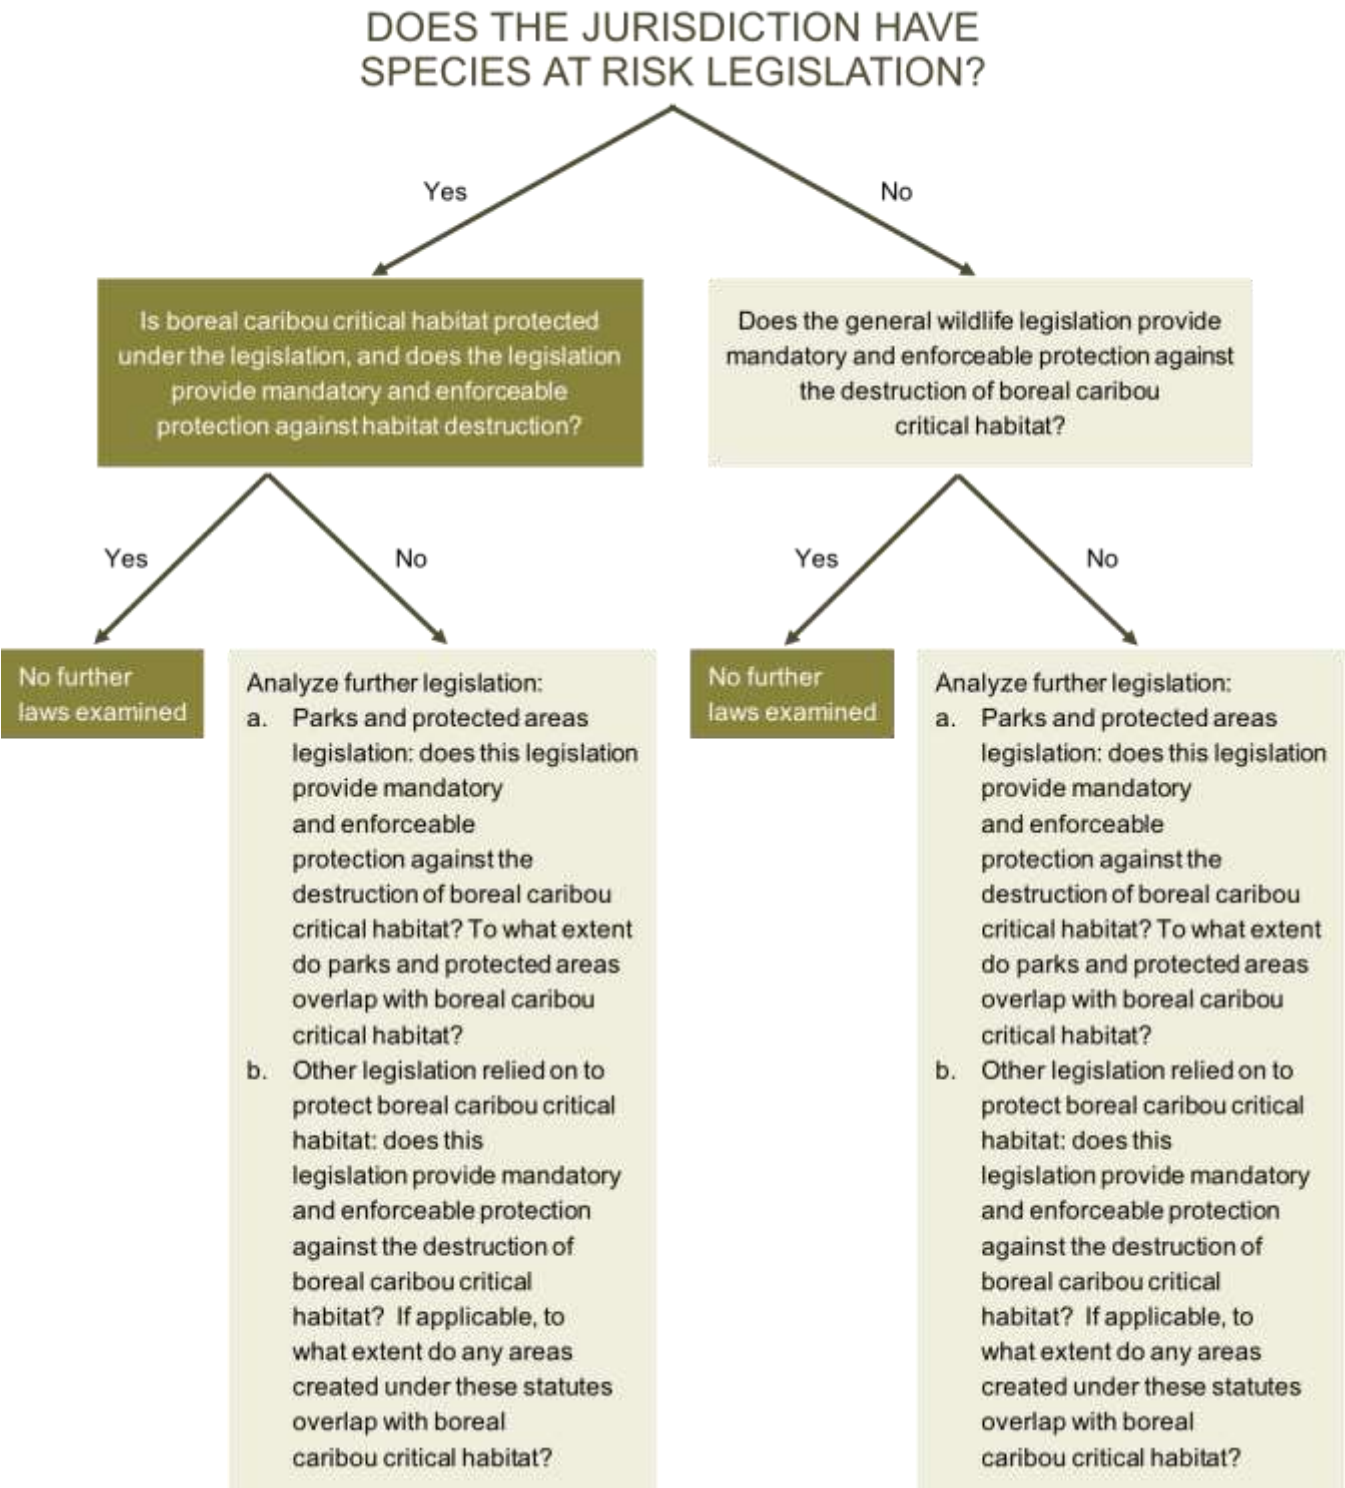 DOES THE JURISDICTION HAVE
SPECIES AT RISK LEGISLATION?
Yes
No
Is boreal caribou critical habitat protected
under the legislation, and does the legislation
provide mandatory and enforceable
protection against habitat destruction?
Does the general wildlife legislation provide
mandatory and enforceable protection against
the destruction of boreal caribou
critical habitat?
Yes
No
Yes
No
No further
laws examined
Analyze further legislation:
a. Parks and protected areas
legislation: does this legislation
provide mandatory
and enforceable
protection against the
destruction of boreal caribou
critical habitat? To what extent
do parks and protected areas
overlap with boreal caribou
critical habitat?
b. Other legislation relied on to
protect boreal caribou critical
habitat: does this
legislation provide mandatory
and enforceable protection
against the destruction of
boreal caribou critical
habitat? If applicable, to
what extent do any areas
created under these statutes
overlap with boreal
caribou critical habitat?
No further
laws examined
Analyze further legislation:
a. Parks and protected areas
legislation: does this legislation
provide mandatory
and enforceable
protection against the
destruction of boreal caribou
critical habitat? To what extent
do parks and protected areas
overlap with boreal caribou
critical habitat?
b. Other legislation relied on to
protect boreal caribou critical
habitat: does this
legislation provide mandatory
and enforceable protection
against the destruction of
boreal caribou critical
habitat? If applicable, to
what extent do any areas
created under these statutes
overlap with boreal
caribou critical habitat?